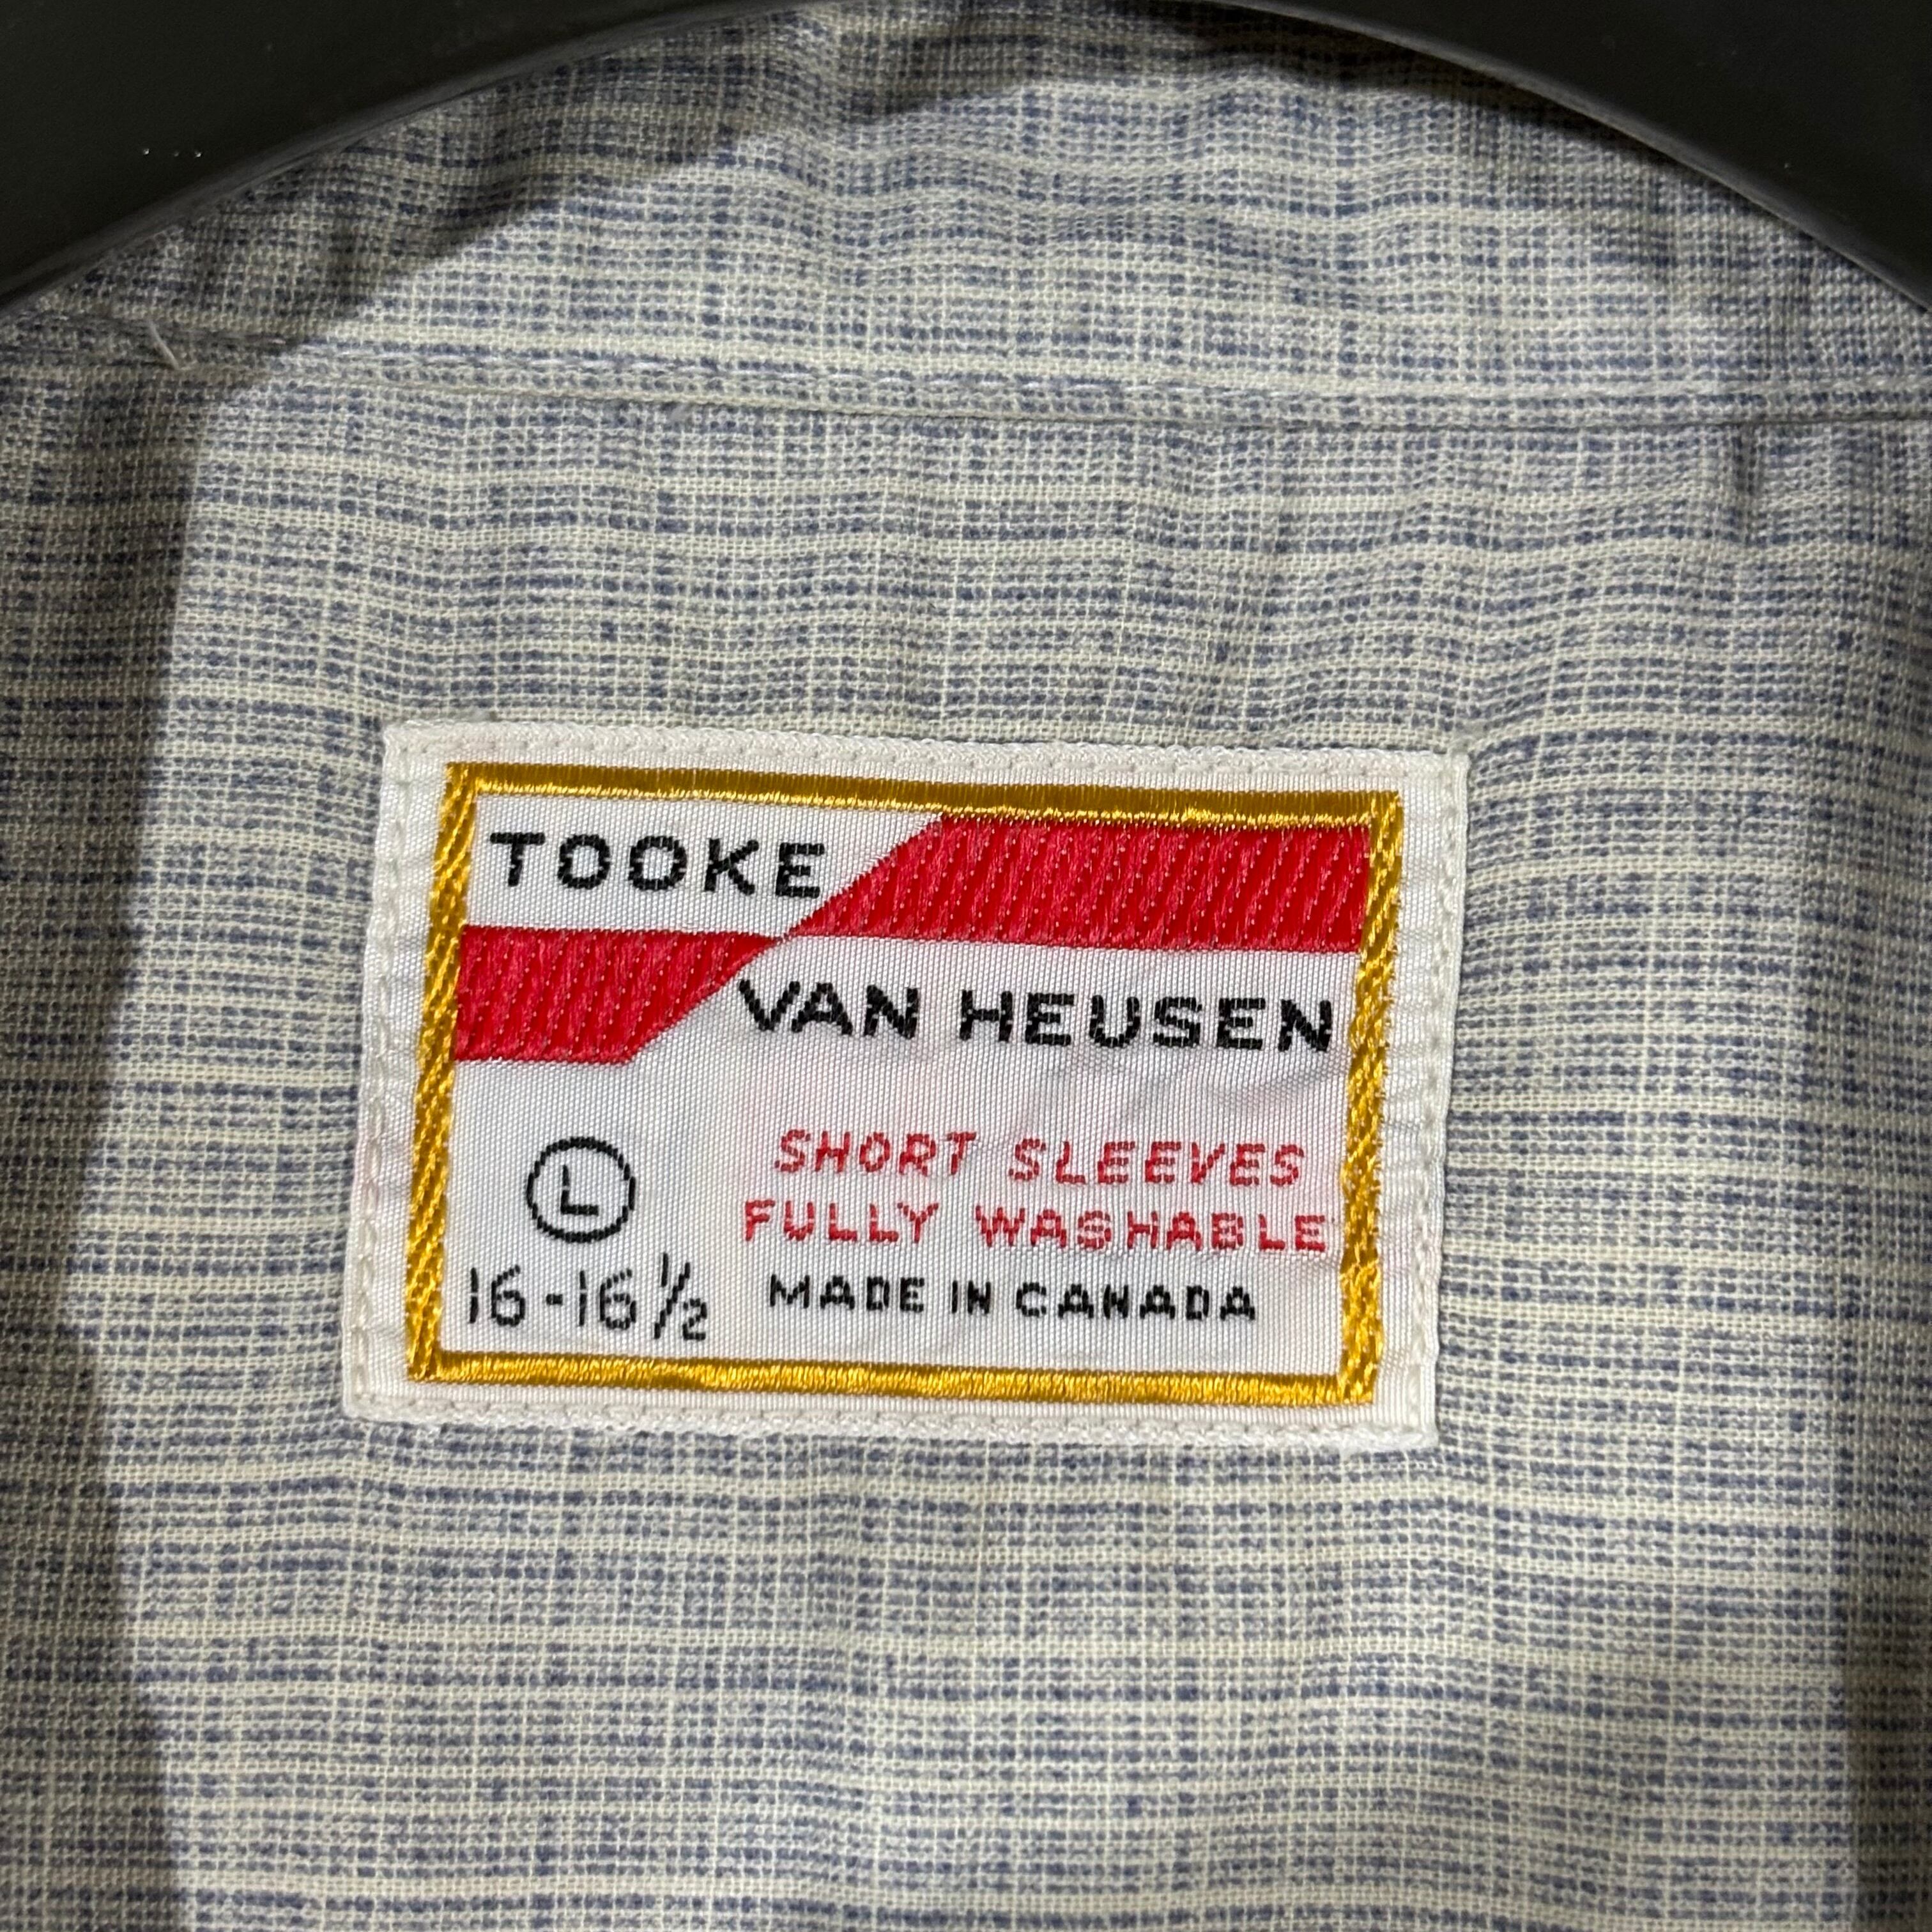 TOOKE
VAN HEUSEN
SHORT SLEEVES
FULLY WASHABLE
L
16-16½
MADE IN CANADA